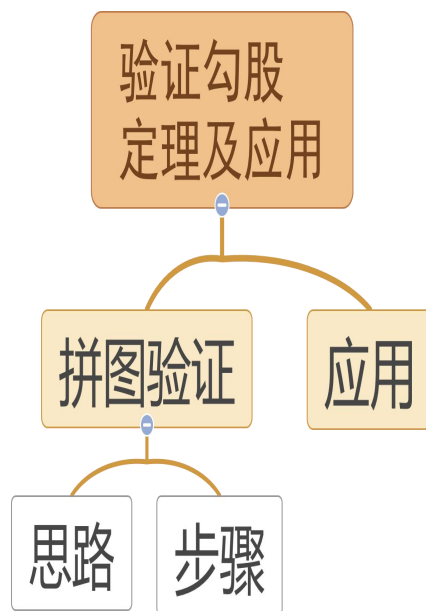 验证勾股
定理及应用
拼图验证
应用
思路
步骤